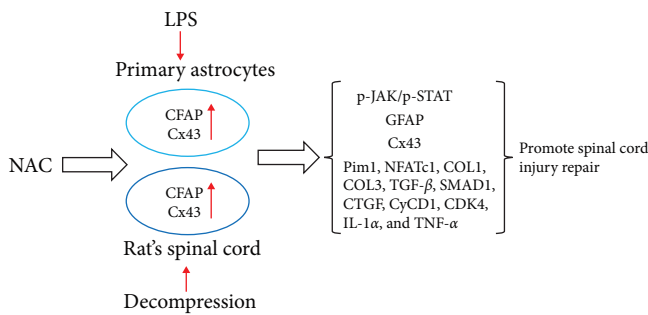 LPS
Primary astrocytes
CFAP
Cx43
NAC
CFAP
Cx43
Rat's spinal cord
Decompression
p-JAK/p-STAT
GFAP
Cx43
Pim1, NFATc1, COL1,
COL3, TGF-β, SMAD1,
CTGF, CyCD1, CDK4,
IL-1α, and TNF-α
Promote spinal cord
injury repair